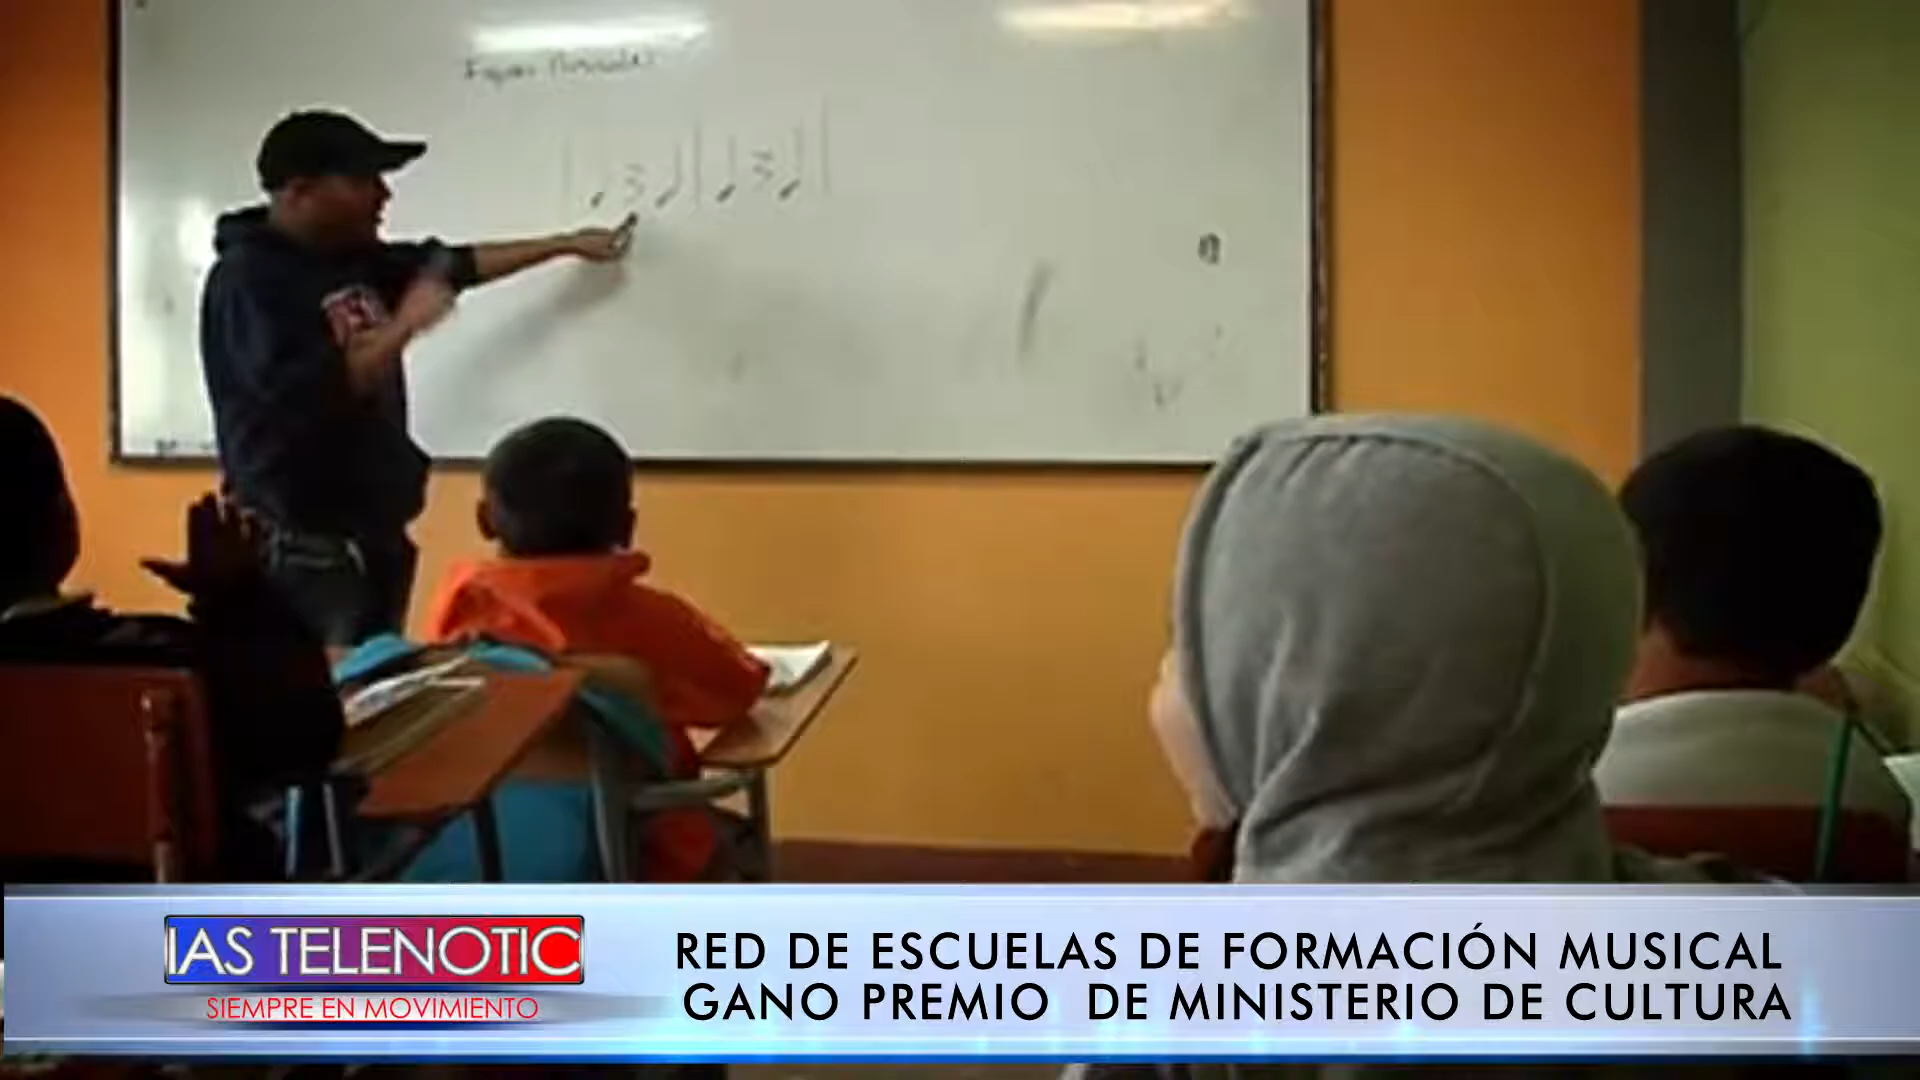 IAS TELENOTIC
SIEMPRE EN MOVIMIENTO
RED DE ESCUELAS DE FORMACIÓN MUSICAL
GANO PREMIO DE MINISTERIO DE CULTURA